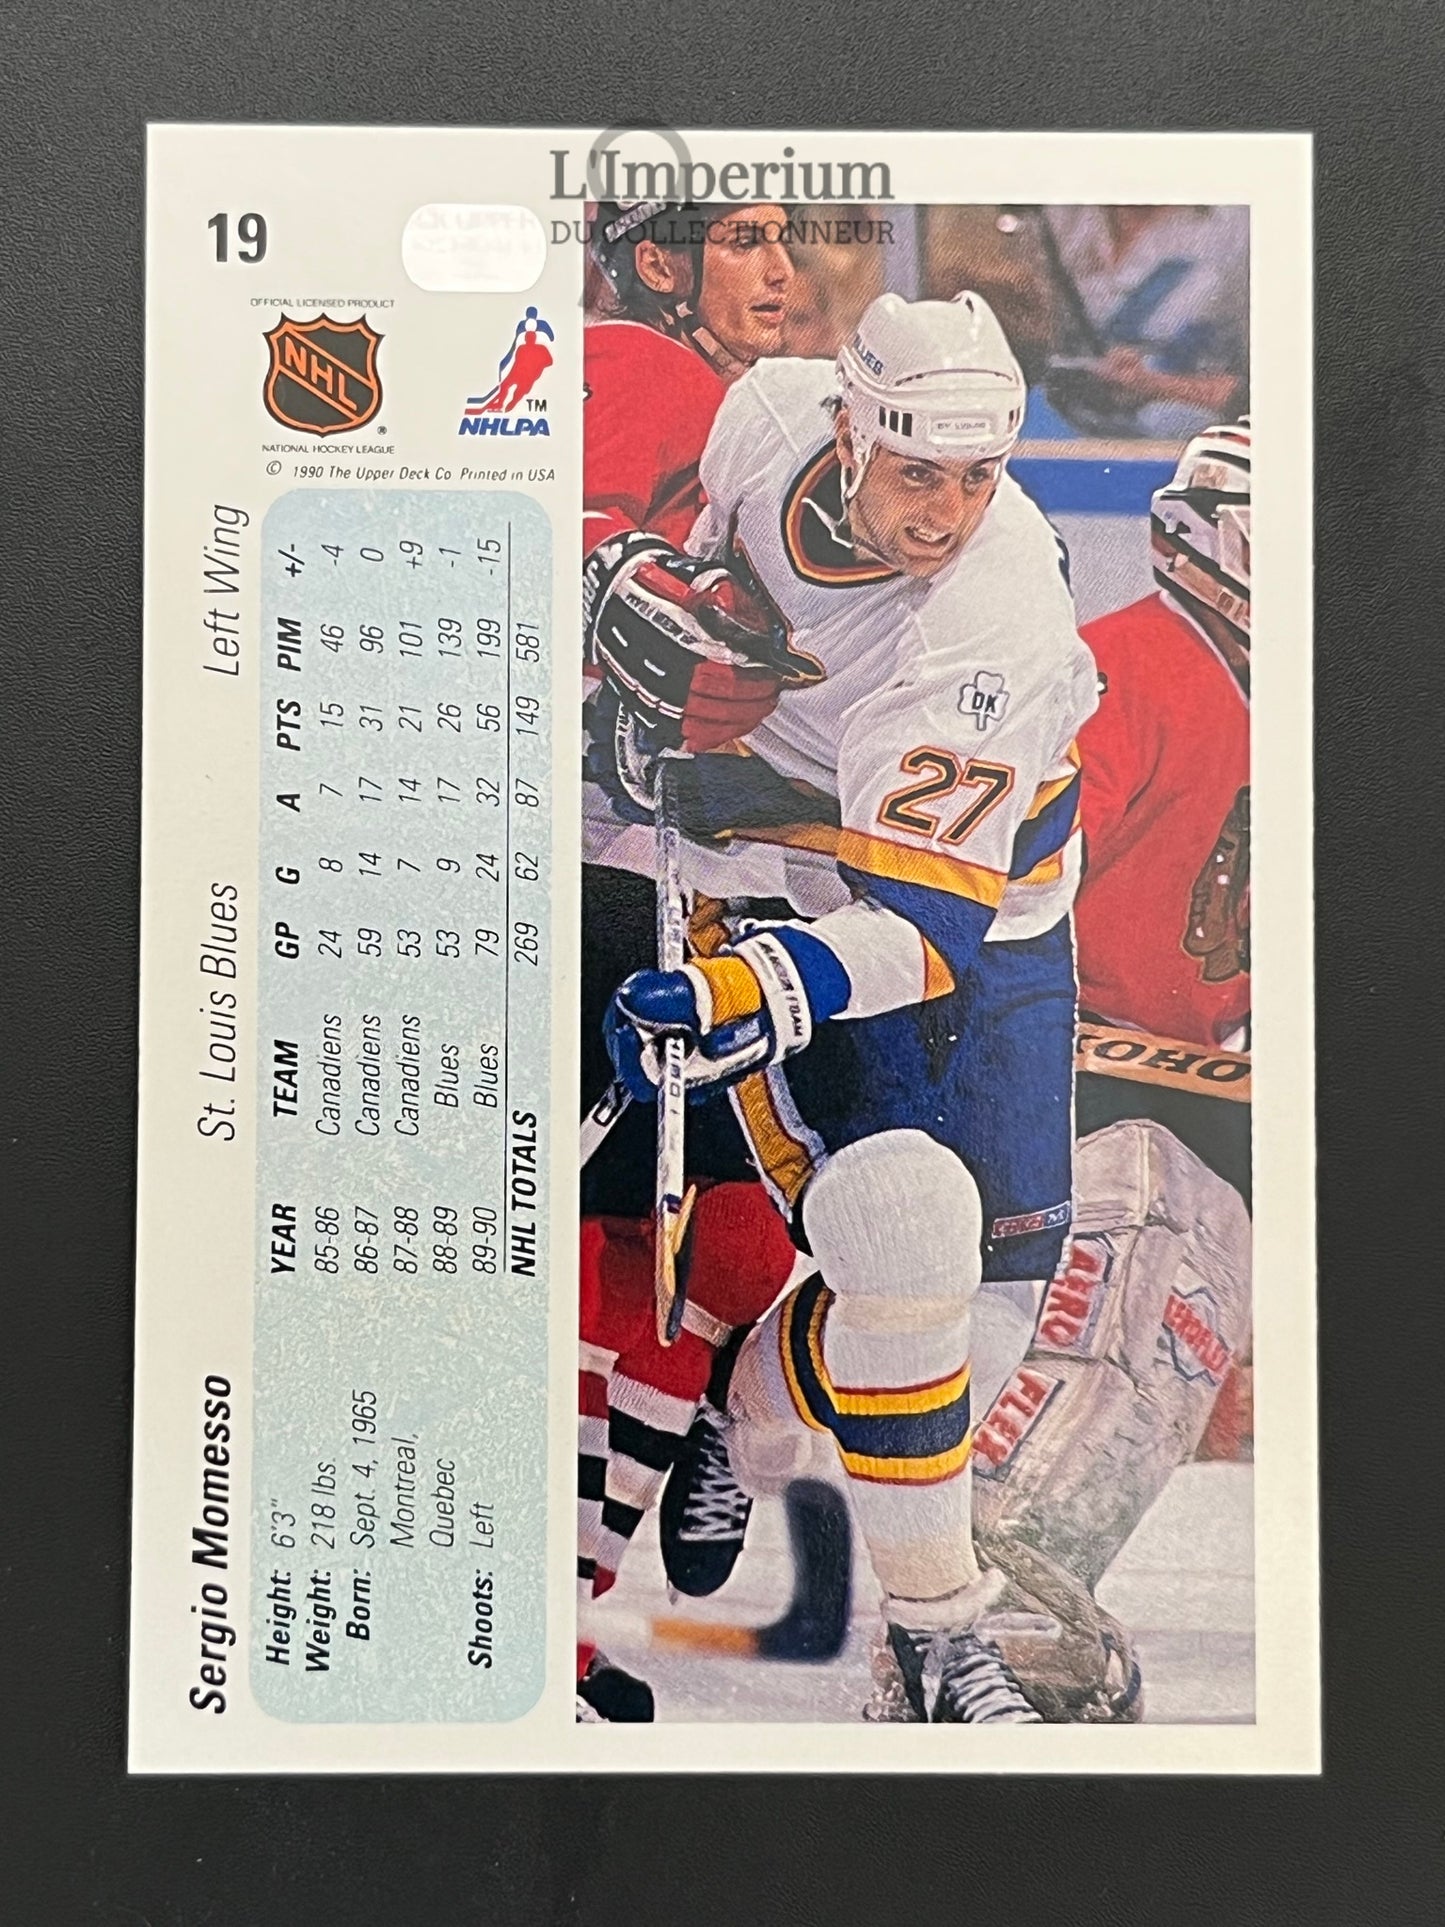 L'Imperium
DU COLLECTIONNEUR
19
OFFICIAL LICENSED PRODUCT
NHL
®
NATIONAL HOCKEY LEAGUE
TM
NHLPA
© 1990 The Upper Deck Co. Printed in USA
Sergio Momesso St. Louis Blues Left Wing
Height: 6'3"
Weight: 218 lbs.
Born: Sept. 4, 1965
Montreal,
Quebec
Shoots: Left
YEAR TEAM GP G A PTS PIM +/-
85-86 Canadiens 24 8 7 15 46 -4
86-87 Canadiens 59 14 17 31 96 0
87-88 Canadiens 53 7 14 21 101 +9
88-89 Blues 53 9 17 26 139 -1
89-90 Blues 79 24 32 56 199 -15
NHL TOTALS 269 62 87 149 581
BLUES
DK
27
KOHO
AERO
FLEX